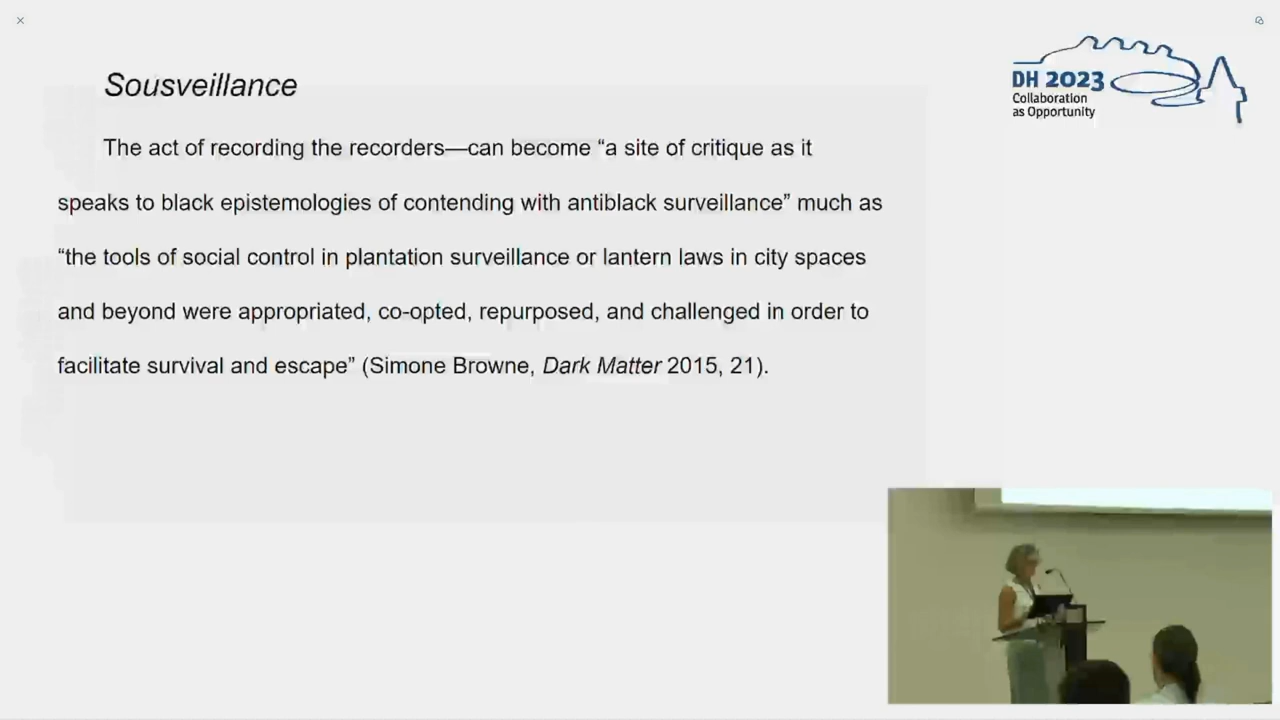 Sousveillance
DH 2023
Collaboration
as Opportunity
The act of recording the recorders—can become “a site of critique as it
speaks to black epistemologies of contending with antiblack surveillance” much as
“the tools of social control in plantation surveillance or lantern laws in city spaces
and beyond were appropriated, co-opted, repurposed, and challenged in order to
facilitate survival and escape” (Simone Browne, Dark Matter 2015, 21).